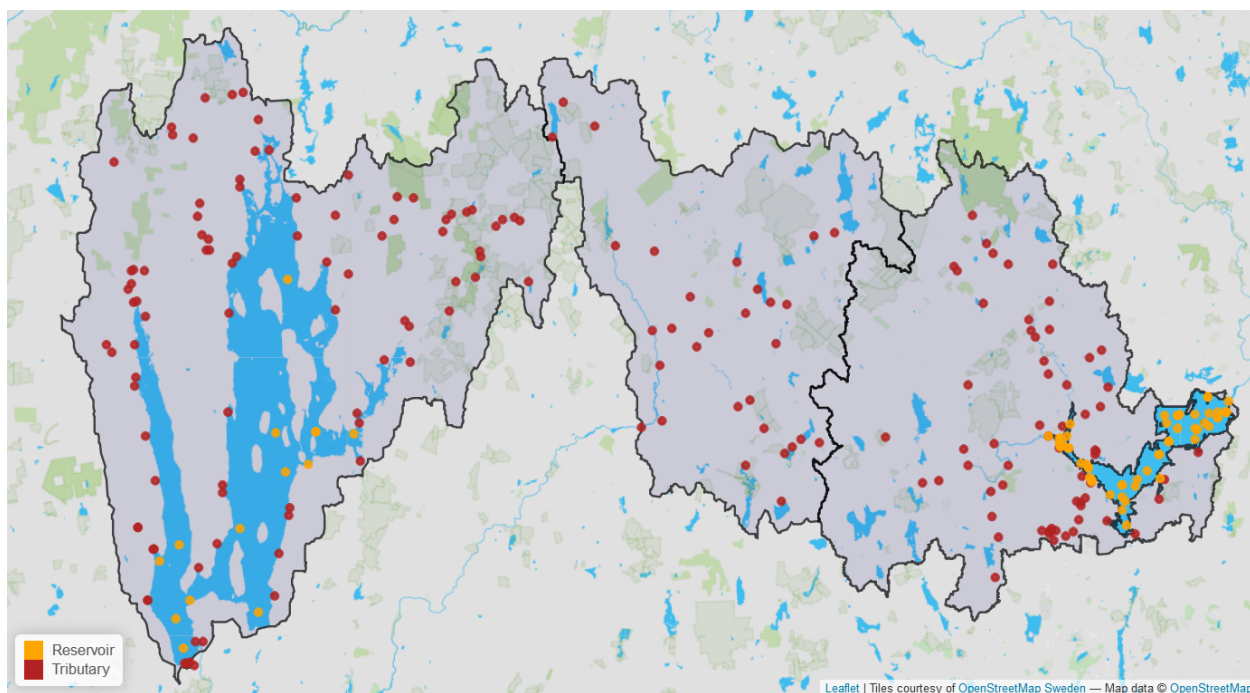 Reservoir
Tributary
Leaflet | Tiles courtesy of OpenStreetMap Sweden — Map data © OpenStreetMap